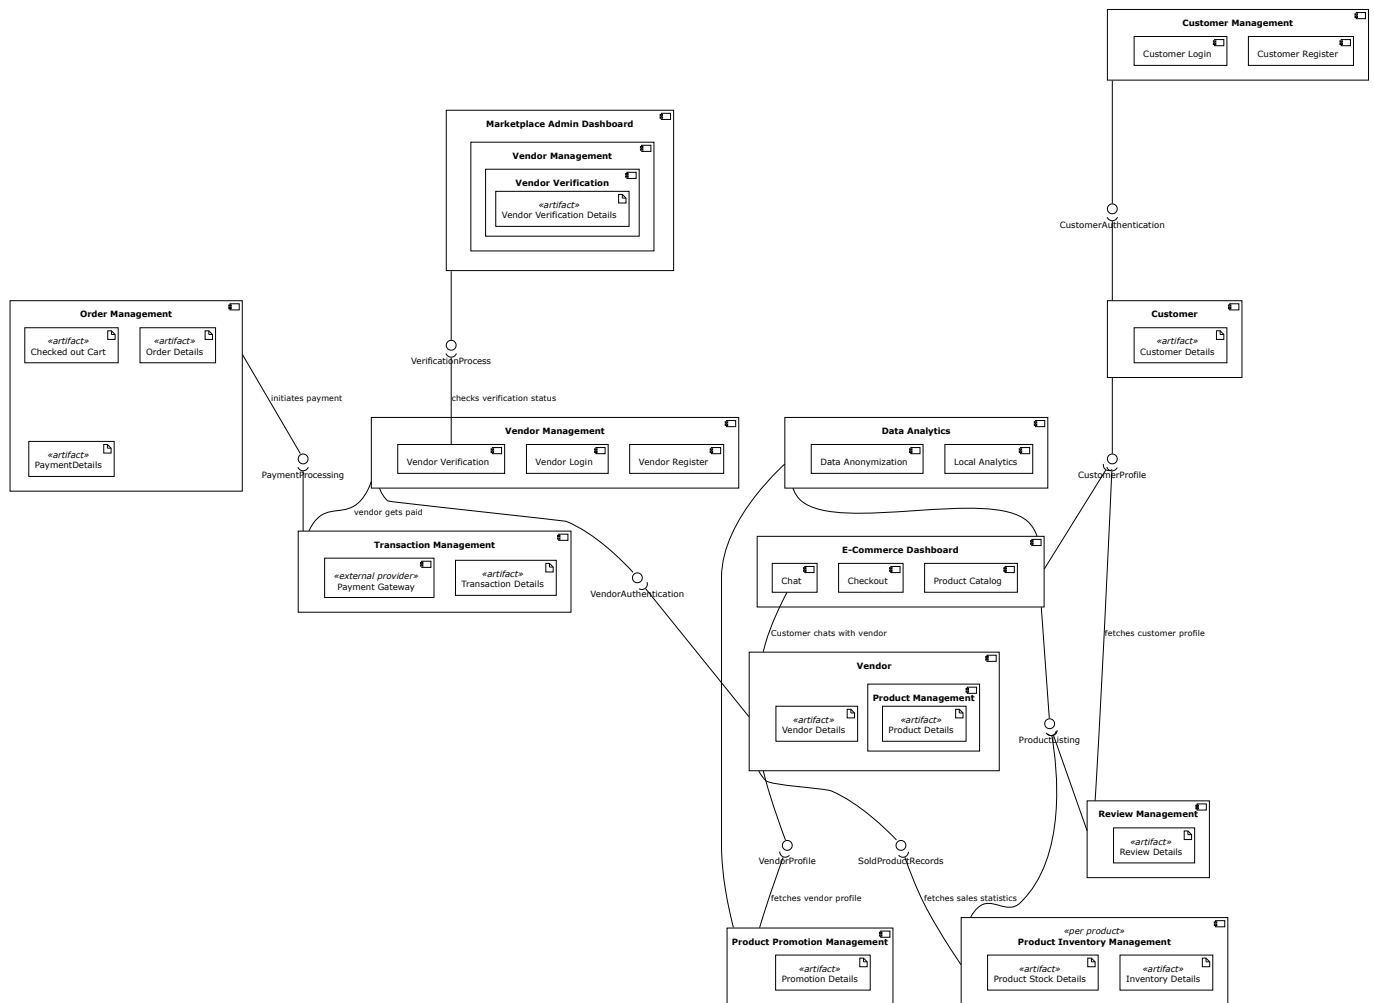 Customer Management
Customer Login
Customer Register
Marketplace Admin Dashboard
Vendor Management
Vendor Verification
«artifact»
Vendor Verification Details
CustomerAuthentication
Order Management
«artifact»
Checked out Cart
«artifact»
Order Details
Customer
«artifact»
Customer Details
VerificationProcess
initiates payment
checks verification status
Vendor Management
Vendor Verification
Vendor Login
Vendor Register
Data Analytics
Data Anonymization
Local Analytics
«artifact»
PaymentDetails
PaymentProcessing
CustomerProfile
vendor gets paid
Transaction Management
«external provider»
Payment Gateway
«artifact»
Transaction Details
E-Commerce Dashboard
Chat
Checkout
Product Catalog
VendorAuthentication
Customer chats with vendor
fetches customer profile
Vendor
«artifact»
Vendor Details
Product Management
«artifact»
Product Details
ProductListing
Review Management
«artifact»
Review Details
VendorProfile
SoldProductRecords
fetches vendor profile
fetches sales statistics
Product Promotion Management
«artifact»
Promotion Details
«per product»
Product Inventory Management
«artifact»
Product Stock Details
«artifact»
Inventory Details